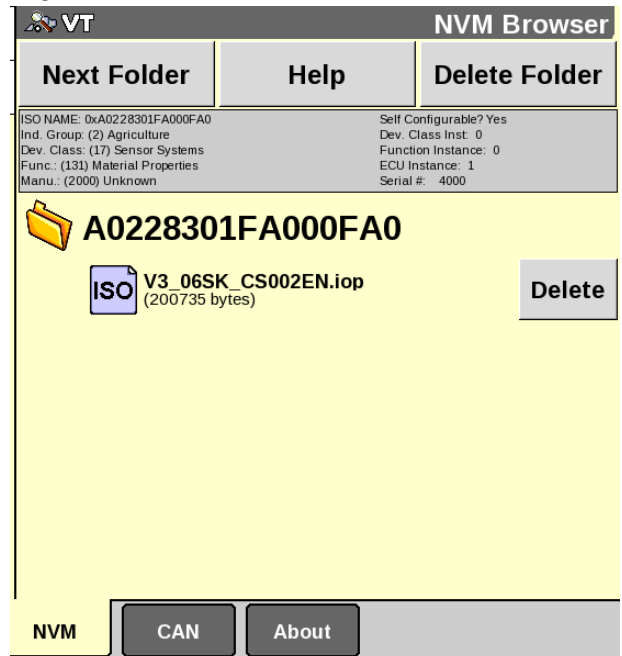 VT
NVM Browser
Next Folder
Help
Delete Folder
ISO NAME: 0xA0228301FA000FA0
Ind. Group: (2) Agriculture
Dev. Class: (17) Sensor Systems
Func.: (131) Material Properties
Manu.: (2000) Unknown
Self Configurable? Yes
Dev. Class Inst: 0
Function Instance: 0
ECU Instance: 1
Serial #: 4000
A0228301FA000FA0
ISO
V3_06SK_CS002EN.iop
(200735 bytes)
Delete
NVM
CAN
About